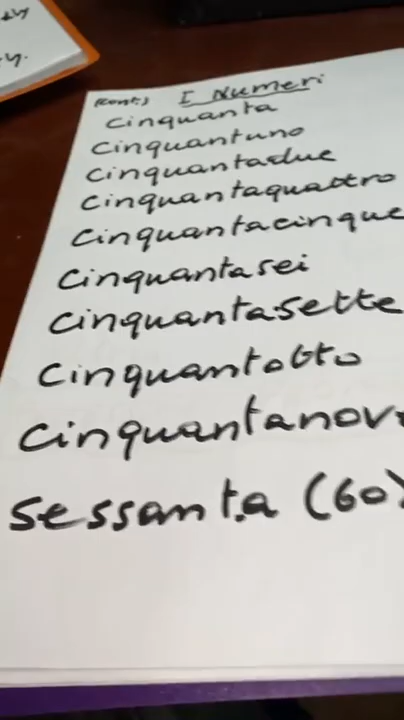 (cont.) I Numeri
cinquanta
cinquantuno
cinquantadue
cinquantaquattro
cinquantacinque
cinquantasei
cinquantasette
cinquantotto
cinquantanov
sessanta (60)